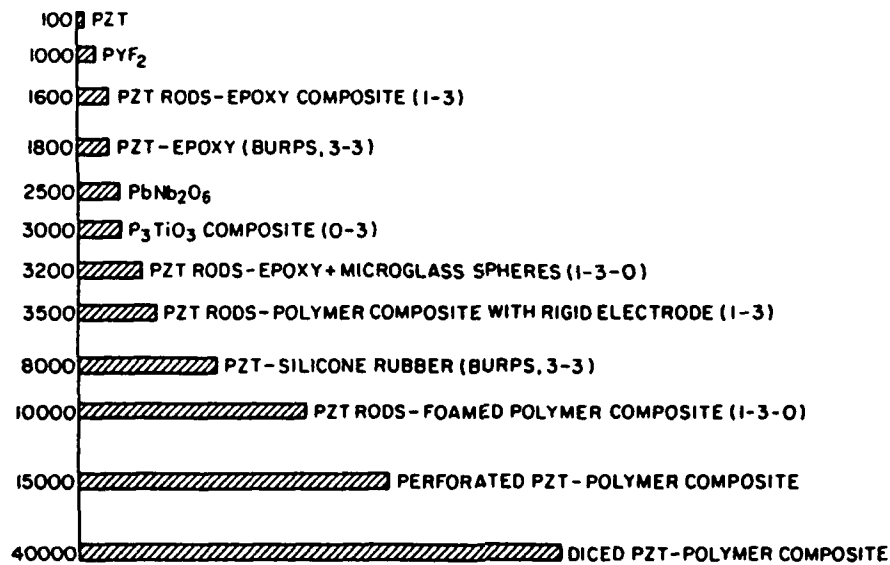 100 PZT
1000 PYF₂
1600 PZT RODS-EPOXY COMPOSITE (1-3)
1800 PZT-EPOXY (BURPS, 3-3)
2500 PbNb₂O₆
3000 P₃TiO₃ COMPOSITE (0-3)
3200 PZT RODS-EPOXY+MICROGLASS SPHERES (1-3-0)
3500 PZT RODS-POLYMER COMPOSITE WITH RIGID ELECTRODE (1-3)
8000 PZT-SILICONE RUBBER (BURPS, 3-3)
10000 PZT RODS-FOAMED POLYMER COMPOSITE (1-3-0)
15000 PERFORATED PZT-POLYMER COMPOSITE
40000 DICED PZT-POLYMER COMPOSITE